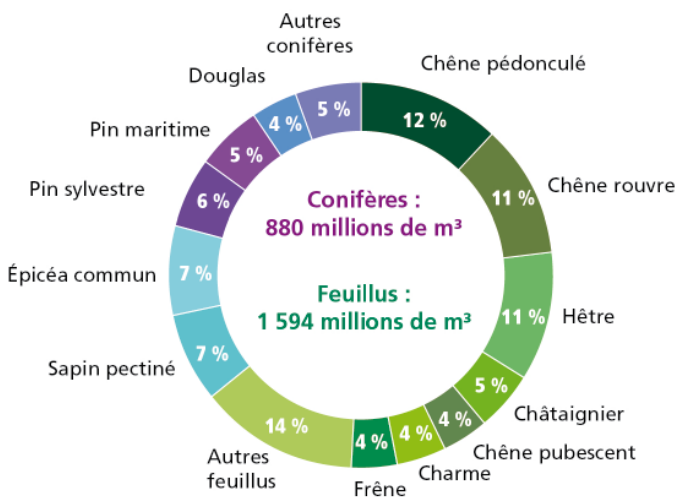 Autres
conifères
Chêne pédonculé
Douglas
5 %
4 %
12 %
Pin maritime
5 %
Pin sylvestre
6 %
Conifères :
880 millions de m³
11 %
Chêne rouvre
Épicéa commun
7 %
Feuillus :
1 594 millions de m³
11 %
Hêtre
Sapin pectiné
7 %
5 %
Châtaignier
14 %
4 %
4 %
4 %
Chêne pubescent
Autres
feuillus
Charme
Frêne